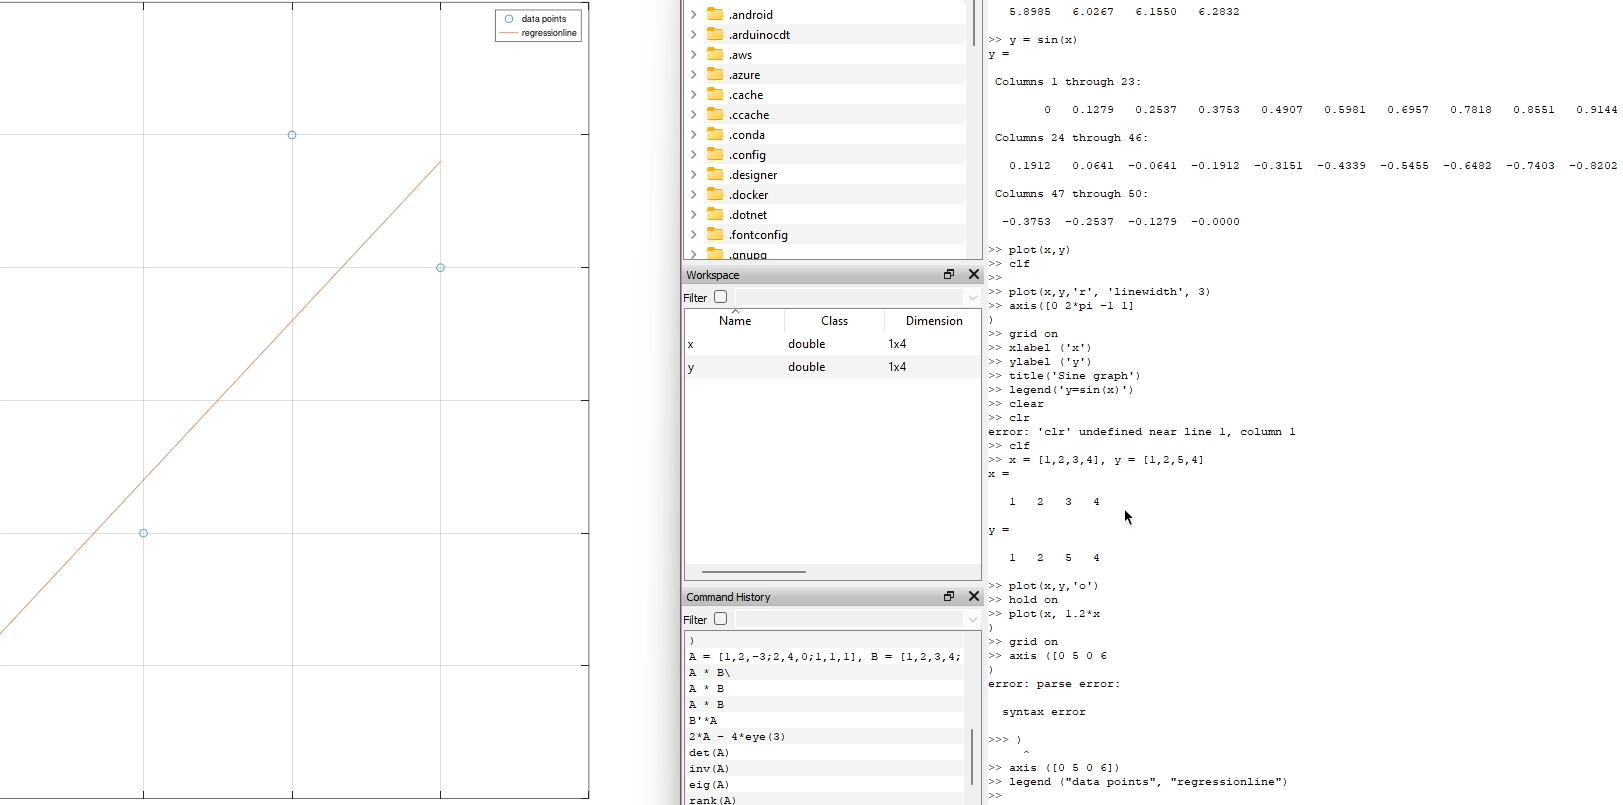 data points
regressionline
.android
.arduinocdt
.aws
.azure
.cache
.ccache
.conda
.config
.designer
.docker
.dotnet
.fontconfig
.gnupg
Workspace
Filter
Name Class Dimension
x double 1x4
y double 1x4
Command History
Filter
)
A = [1,2,-3;2,4,0;1,1,1], B = [1,2,3,4;
A * B\
A * B
A * B
B'*A
2*A - 4*eye(3)
det(A)
inv(A)
eig(A)
rank(A)
5.8985 6.0267 6.1550 6.2832
>> y = sin(x)
y =
Columns 1 through 23:
0 0.1279 0.2537 0.3753 0.4907 0.5981 0.6957 0.7818 0.8551 0.9144
Columns 24 through 46:
0.1912 0.0641 -0.0641 -0.1912 -0.3151 -0.4339 -0.5455 -0.6482 -0.7403 -0.8202
Columns 47 through 50:
-0.3753 -0.2537 -0.1279 -0.0000
>> plot(x,y)
>> clf
>>
>> plot(x,y,'r', 'linewidth', 3)
>> axis([0 2*pi -1 1]
)
>> grid on
>> xlabel ('x')
>> ylabel ('y')
>> title('Sine graph')
>> legend('y=sin(x)')
>> clear
>> clr
error: 'clr' undefined near line 1, column 1
>> clf
>> x = [1,2,3,4], y = [1,2,5,4]
x =
1 2 3 4
y =
1 2 5 4
>> plot(x,y,'o')
>> hold on
>> plot(x, 1.2*x
)
>> grid on
>> axis ([0 5 0 6
)
error: parse error:
syntax error
>>> )
^
>> axis ([0 5 0 6])
>> legend ("data points", "regressionline")
>>